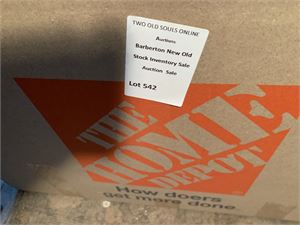 TWO OLD SOULS ONLINE
Auctions
Barberton New Old
Stock Inventory Sale
Auction Sale
Lot 542
THE
HOME
DEPOT
How doers
get more done